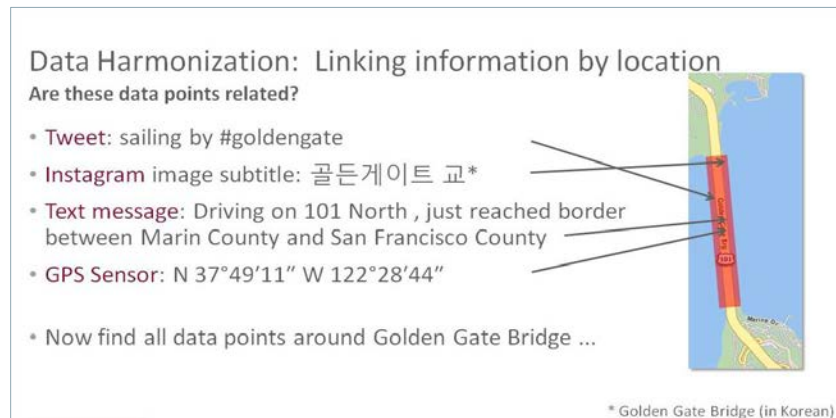 Data Harmonization: Linking information by location
Are these data points related?
• Tweet: sailing by #goldengate
• Instagram image subtitle: 골든게이트 교*
• Text message: Driving on 101 North , just reached border
between Marin County and San Francisco County
• GPS Sensor: N 37°49’11” W 122°28’44”
101
Marine Dr
• Now find all data points around Golden Gate Bridge ...
* Golden Gate Bridge (in Korean)